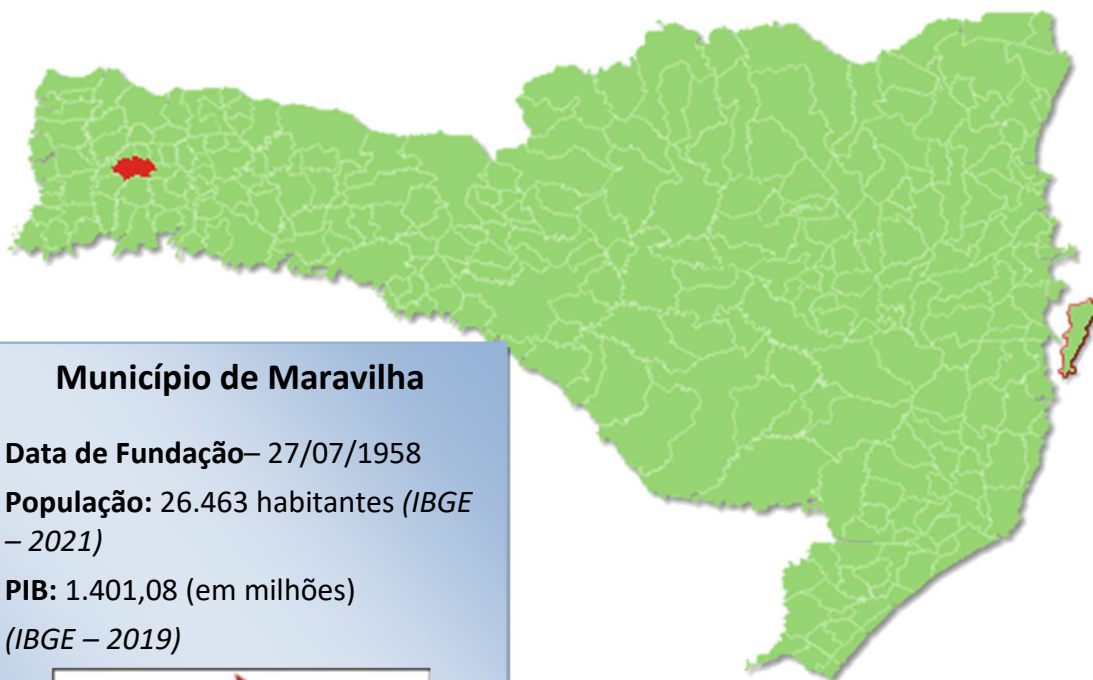 Município de Maravilha
Data de Fundação– 27/07/1958
População: 26.463 habitantes (IBGE
– 2021)
PIB: 1.401,08 (em milhões)
(IBGE – 2019)